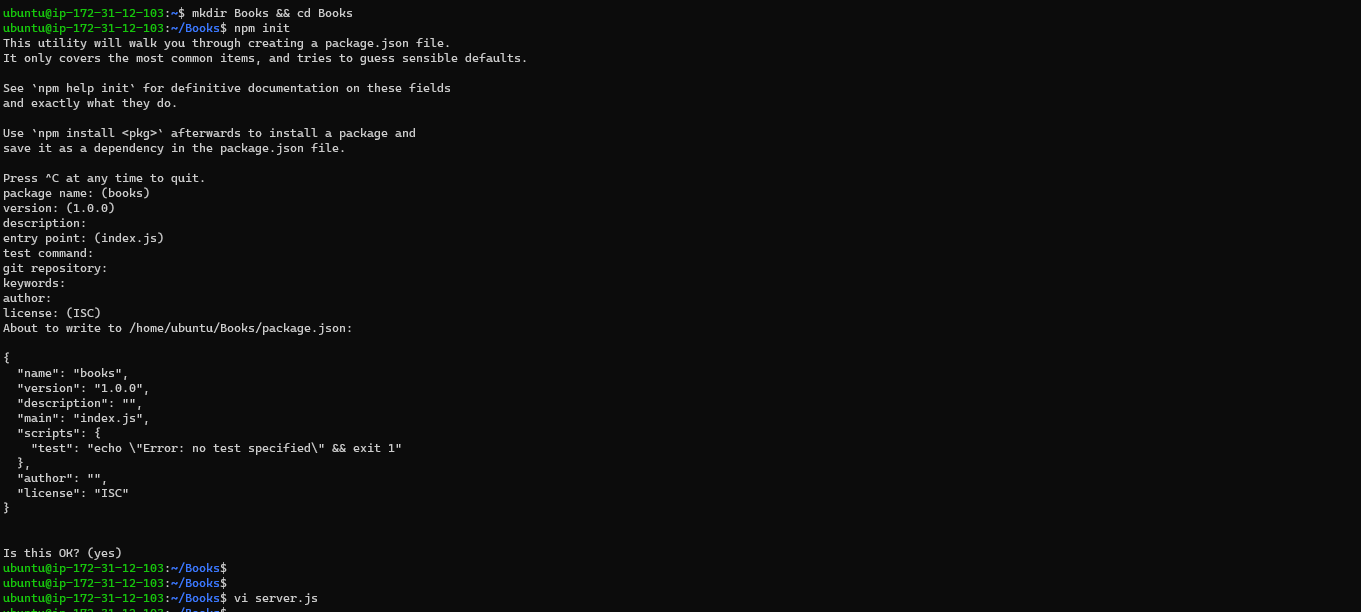 ubuntu@ip-172-31-12-103:~$ mkdir Books && cd Books
ubuntu@ip-172-31-12-103:~/Books$ npm init
This utility will walk you through creating a package.json file.
It only covers the most common items, and tries to guess sensible defaults.
See `npm help init` for definitive documentation on these fields
and exactly what they do.
Use `npm install <pkg>` afterwards to install a package and
save it as a dependency in the package.json file.
Press ^C at any time to quit.
package name: (books)
version: (1.0.0)
description:
entry point: (index.js)
test command:
git repository:
keywords:
author:
license: (ISC)
About to write to /home/ubuntu/Books/package.json:
{
  "name": "books",
  "version": "1.0.0",
  "description": "",
  "main": "index.js",
  "scripts": {
    "test": "echo \"Error: no test specified\" && exit 1"
  },
  "author": "",
  "license": "ISC"
}
Is this OK? (yes)
ubuntu@ip-172-31-12-103:~/Books$
ubuntu@ip-172-31-12-103:~/Books$
ubuntu@ip-172-31-12-103:~/Books$ vi server.js
ubuntu@ip-172-31-12-103:~/Books$